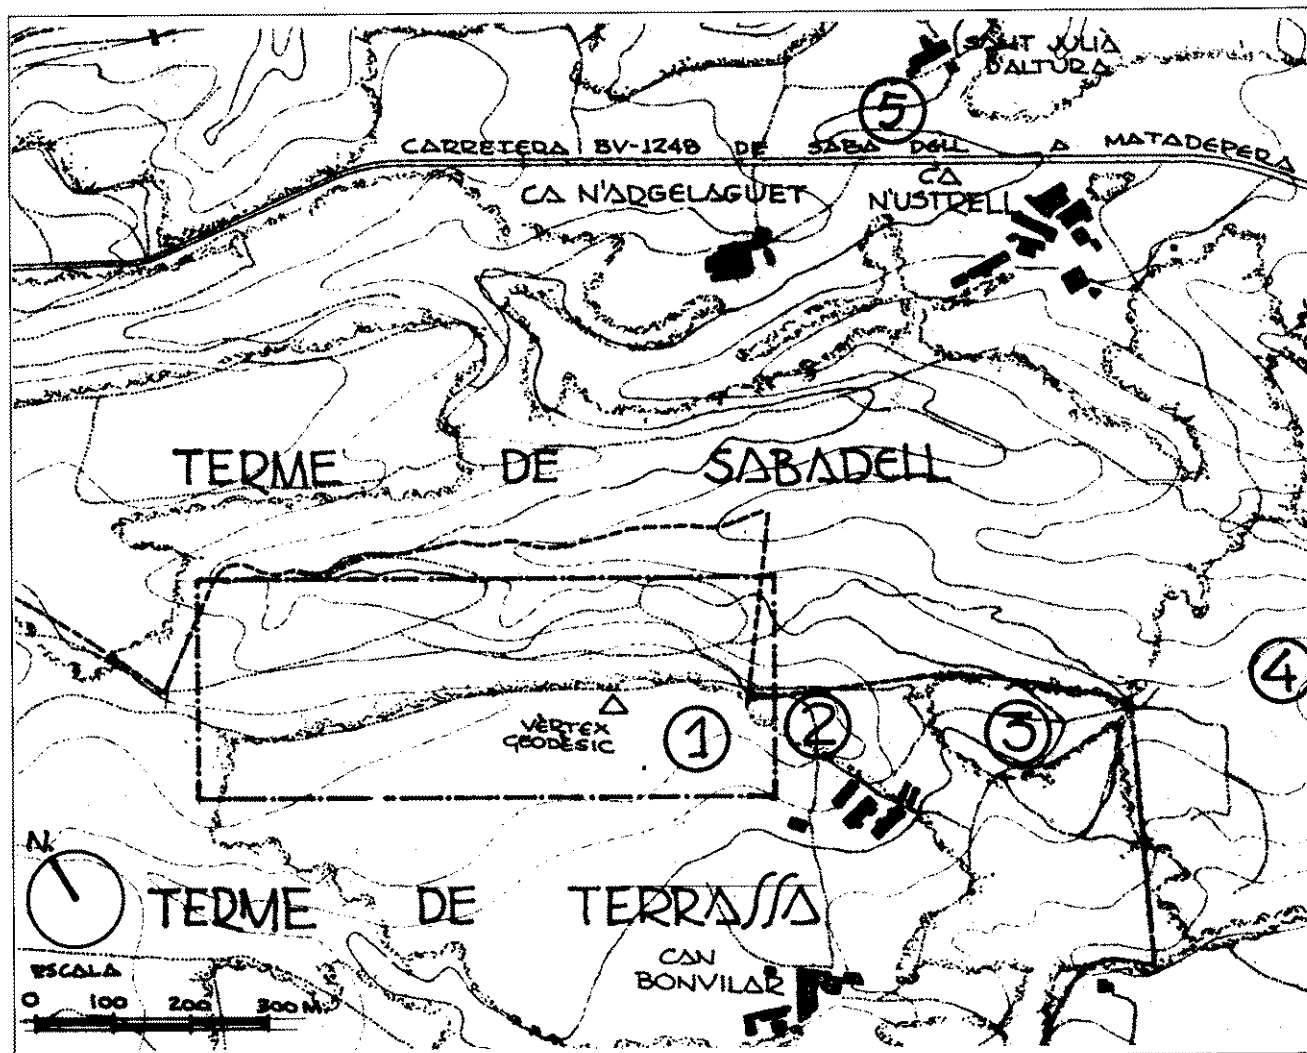 SANT JULIÀ
D'ALTURA
5
CARRETERA BV-1248 DE SABADELL A MATADEPERA
CA N'ARGELAGUET
CA
N'USTRELL
TERME DE SABADELL
4
VÈRTEX
GEODÈSIC
1
2
3
N.
TERME DE TERRASSA
CAN
BONVILAR
ESCALA
0 100 200 300 M.